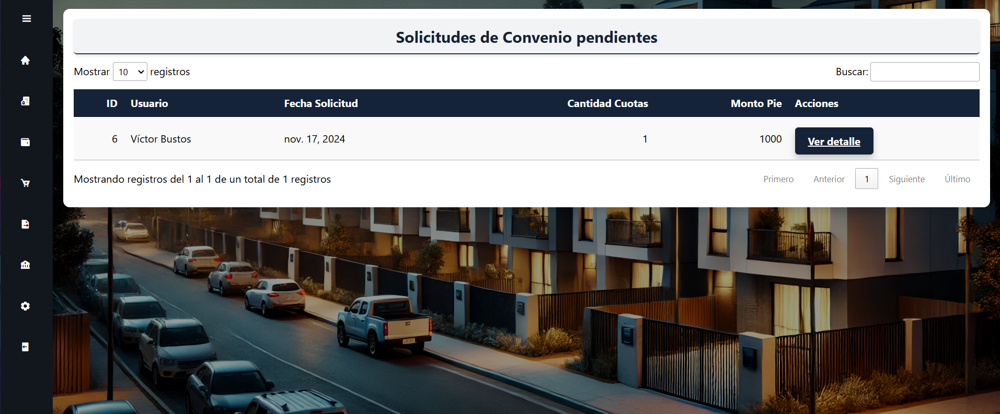 Solicitudes de Convenio pendientes
Mostrar 10 registros Buscar:
ID Usuario Fecha Solicitud Cantidad Cuotas Monto Pie Acciones
6 Víctor Bustos nov. 17, 2024 1 1000 Ver detalle
Mostrando registros del 1 al 1 de un total de 1 registros Primero Anterior 1 Siguiente Último